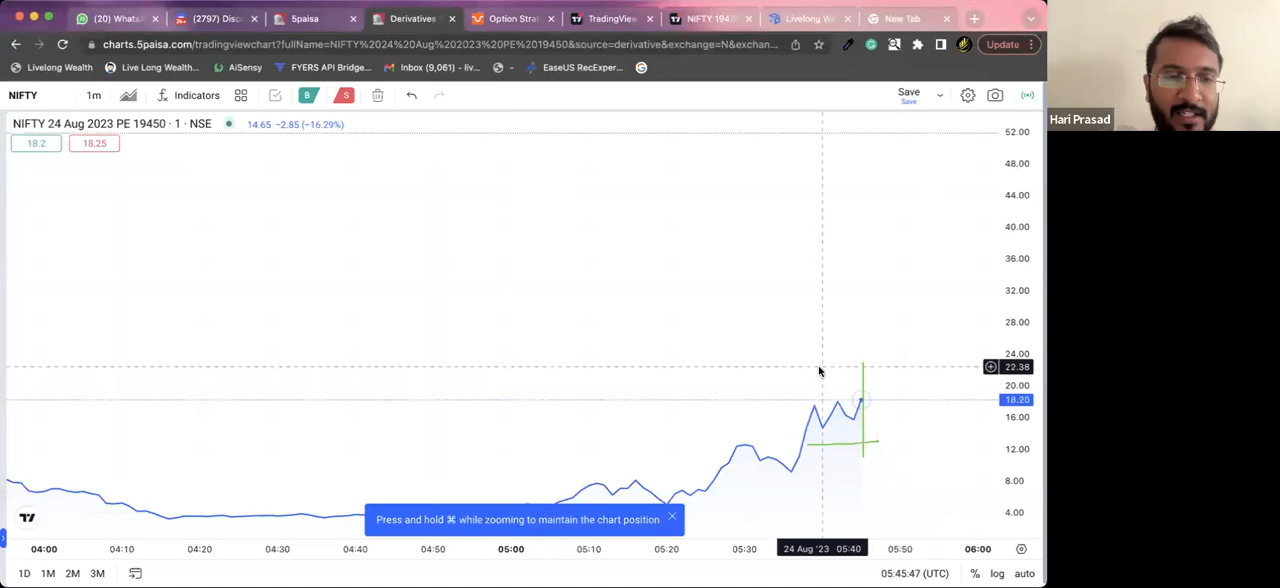 (20) Whats
(2797) Disc
5paisa
Derivatives
Option Strat
TradingView
NIFTY 1945
Livelong We
New Tab
charts.5paisa.com/tradingviewchart?fullName=NIFTY%2024%20Aug%202023%20PE%2019450&source=derivative&exchange=N&exchan...
Update
Livelong Wealth
Live Long Wealth...
AiSensy
FYERS API Bridge...
Inbox (9,061) - liv...
-
EaseUS RecExper...
NIFTY
1m
Indicators
B
S
Save
Save
NIFTY 24 Aug 2023 PE 19450 · 1 · NSE
14.65 −2.85 (−16.29%)
18.2
18.25
Hari Prasad
52.00
48.00
44.00
40.00
36.00
32.00
28.00
24.00
22.38
20.00
18.20
16.00
12.00
8.00
4.00
Press and hold ⌘ while zooming to maintain the chart position
04:00
04:10
04:20
04:30
04:40
04:50
05:00
05:10
05:20
05:30
24 Aug '23 05:40
05:50
06:00
1D
1M
2M
3M
05:45:47 (UTC)
%
log
auto